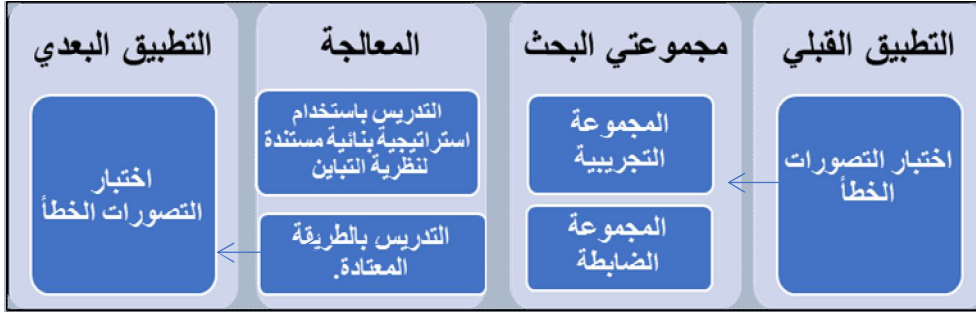 التطبيق القبلي
اختبار التصورات
الخطأ
مجموعتي البحث
المجموعة
التجريبية
المجموعة
الضابطة
المعالجة
التدريس باستخدام
استراتيجية بنائية مستندة
لنظرية التباين
التدريس بالطريقة
المعتادة.
التطبيق البعدي
اختبار
التصورات الخطأ